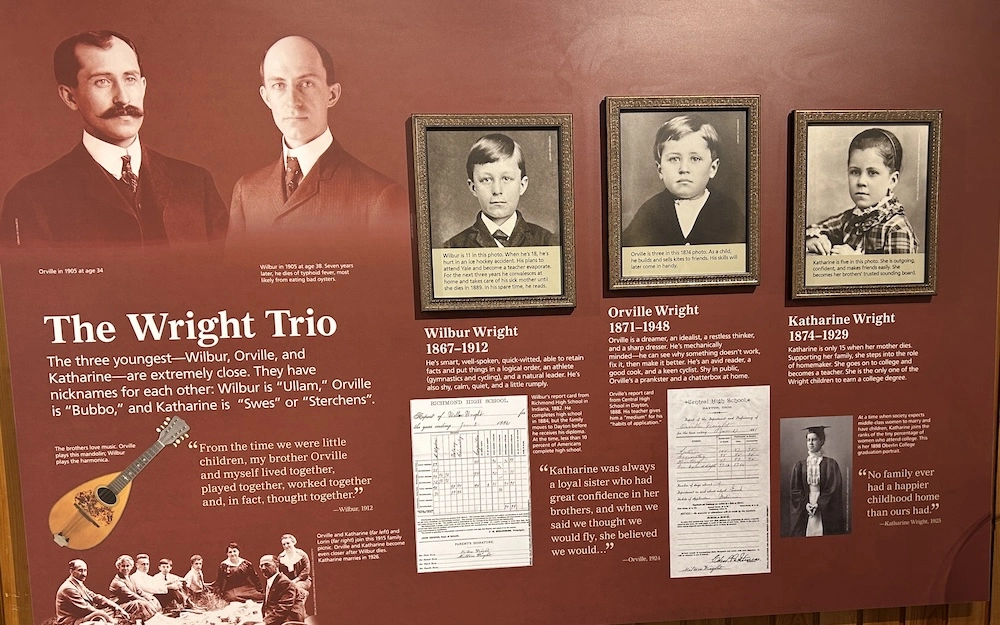 Orville in 1905 at age 34
Wilbur in 1905 at age 38. Seven years
later, he dies of typhoid fever, most
likely from eating bad oysters.
The Wright Trio
The three youngest—Wilbur, Orville, and
Katharine—are extremely close. They have
nicknames for each other: Wilbur is "Ullam," Orville
is "Bubbo," and Katharine is "Swes" or "Sterchens".
The brothers love music. Orville
plays this mandolin; Wilbur
plays the harmonica.
"From the time we were little
children, my brother Orville
and myself lived together,
played together, worked together
and, in fact, thought together."
—Wilbur, 1912
Orville and Katharine (far left) and
Lorin (far right) join this 1915 family
picnic. Orville and Katharine become
even closer after Wilbur dies.
Katharine marries in 1926.
Wilbur is 11 in this photo. When he's 18, he's
hurt in an ice hockey accident. His plans to
attend Yale and become a teacher evaporate.
For the next three years he convalesces at
home and takes care of his sick mother until
she dies in 1889. In his spare time, he reads.
Wilbur Wright
1867–1912
He's smart, well-spoken, quick-witted, able to retain
facts and put things in a logical order, an athlete
(gymnastics and cycling), and a natural leader. He's
also shy, calm, quiet, and a little rumply.
RICHMOND HIGH SCHOOL.
Report of Wilbur Wright for
the year ending June 1882
PARENT'S SIGNATURE.
Milton Wright
Milton Wright
Wilbur's report card from
Richmond High School in
Indiana, 1882. He
completes high school
in 1884, but the family
moves to Dayton before
he receives his diploma.
At the time, less than 10
percent of Americans
complete high school.
"Katharine was always
a loyal sister who had
great confidence in her
brothers, and when we
said we thought we
would fly, she believed
we would..."
—Orville, 1924
Orville is three in this 1874 photo. As a child,
he builds and sells kites to friends. His skills will
later come in handy.
Orville Wright
1871–1948
Orville is a dreamer, an idealist, a restless thinker,
and a sharp dresser. He's mechanically
minded—he can see why something doesn't work,
fix it, then make it better. He's an avid reader, a
good cook, and a keen cyclist. Shy in public,
Orville's a prankster and a chatterbox at home.
Orville's report card
from Central High
School in Dayton,
1888. His teacher gives
him a "medium" for his
"habits of application."
Central High School
DAYTON, OHIO
Milton Wright
Katharine is five in this photo. She is outgoing,
confident, and makes friends easily. She
becomes her brothers' trusted sounding board.
Katharine Wright
1874–1929
Katharine is only 15 when her mother dies.
Supporting her family, she steps into the role
of homemaker. She goes to college and
becomes a teacher. She is the only one of the
Wright children to earn a college degree.
At a time when society expects
middle class women to marry and
have children, Katharine joins the
ranks of the tiny percentage of
women who attend college. This
is her 1898 Oberlin College
graduation portrait.
"No family ever
had a happier
childhood home
than ours had."
—Katharine Wright, 1925